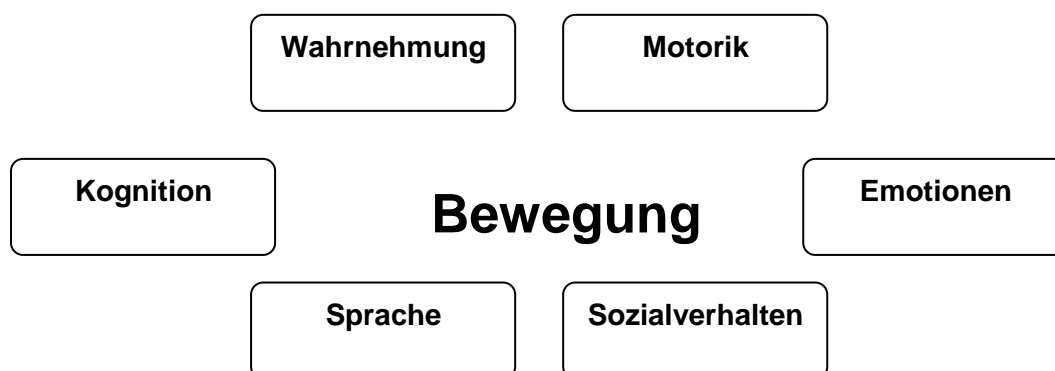 Wahrnehmung
Motorik
Kognition
Bewegung
Emotionen
Sprache
Sozialverhalten